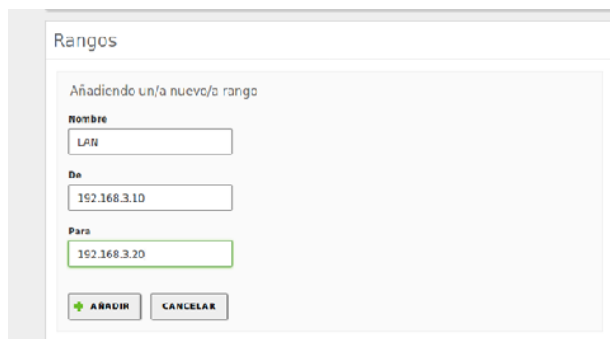 Rangos
Añadiendo un/a nuevo/a rango
Nombre
LAN
De
192.168.3.10
Para
192.168.3.20
AÑADIR CANCELAR